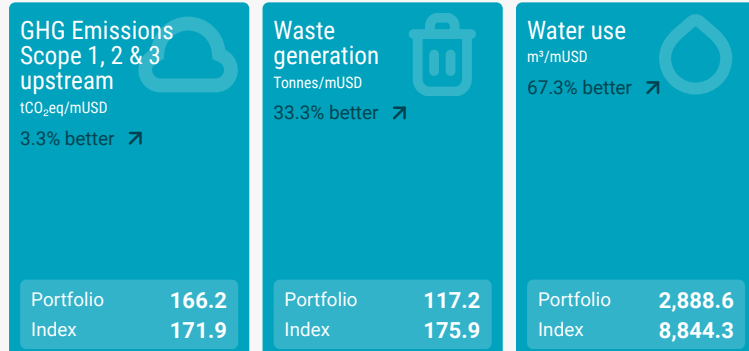 GHG Emissions
Scope 1, 2 & 3
upstream
tCO₂eq/mUSD
3.3% better
Portfolio 166.2
Index 171.9
Waste
generation
Tonnes/mUSD
33.3% better
Portfolio 117.2
Index 175.9
Water use
m³/mUSD
67.3% better
Portfolio 2,888.6
Index 8,844.3